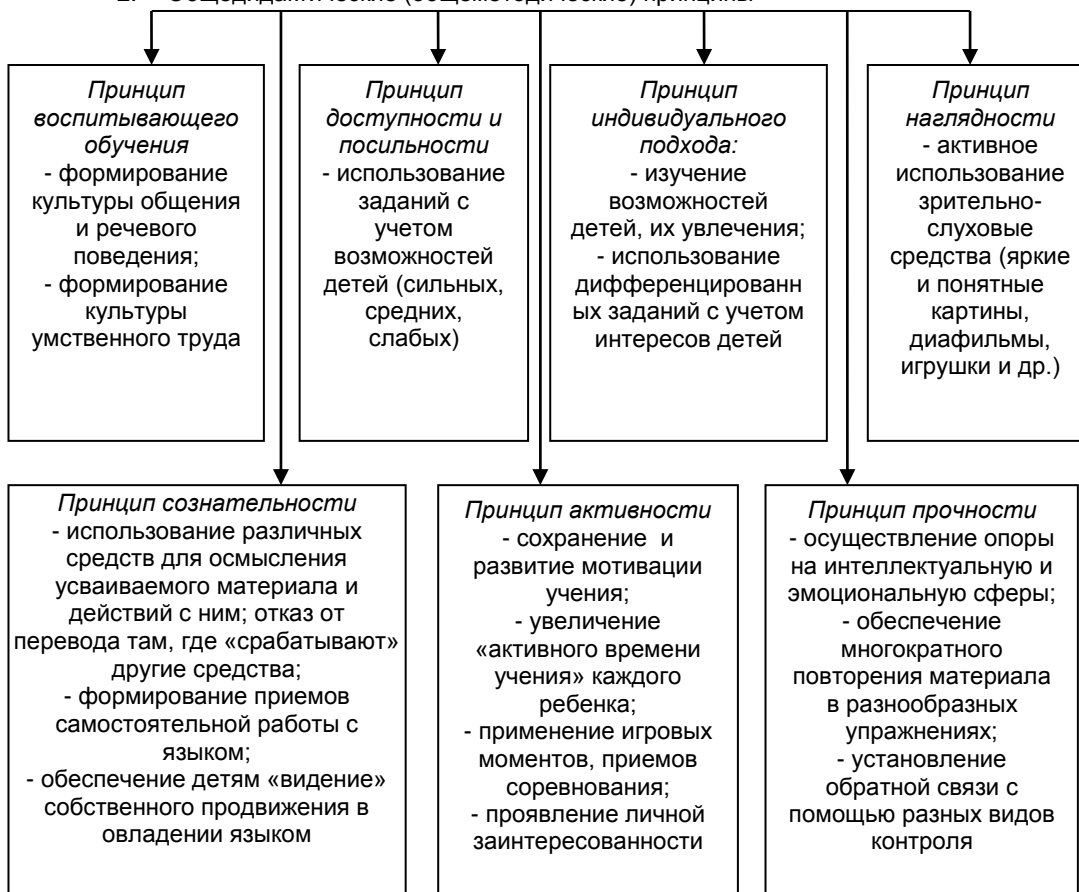 2. Общедидактические (общеметодические) принципы
Принцип
воспитывающего
обучения
- формирование
культуры общения
и речевого
поведения;
- формирование
культуры
умственного труда
Принцип
доступности и
посильности
- использование
заданий с
учетом
возможностей
детей (сильных,
средних,
слабых)
Принцип
индивидуального
подхода:
- изучение
возможностей
детей, их увлечения;
- использование
дифференцированн
ых заданий с учетом
интересов детей
Принцип
наглядности
- активное
использование
зрительно-
слуховые
средства (яркие
и понятные
картины,
диафильмы,
игрушки и др.)
Принцип сознательности
- использование различных
средств для осмысления
усваиваемого материала и
действий с ним; отказ от
перевода там, где «срабатывают»
другие средства;
- формирование приемов
самостоятельной работы с
языком;
- обеспечение детям «видение»
собственного продвижения в
овладении языком
Принцип активности
- сохранение и
развитие мотивации
учения;
- увеличение
«активного времени
учения» каждого
ребенка;
- применение игровых
моментов, приемов
соревнования;
- проявление личной
заинтересованности
Принцип прочности
- осуществление опоры
на интеллектуальную и
эмоциональную сферы;
- обеспечение
многократного
повторения материала
в разнообразных
упражнениях;
- установление
обратной связи с
помощью разных видов
контроля